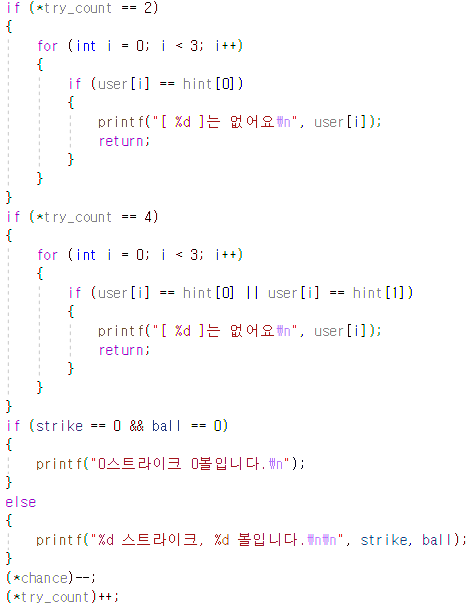 if (*try_count == 2)
{
    for (int i = 0; i < 3; i++)
    {
        if (user[i] == hint[0])
        {
            printf("[ %d ]는 없어요₩n", user[i]);
            return;
        }
    }
}
if (*try_count == 4)
{
    for (int i = 0; i < 3; i++)
    {
        if (user[i] == hint[0] || user[i] == hint[1])
        {
            printf("[ %d ]는 없어요₩n", user[i]);
            return;
        }
    }
}
if (strike == 0 && ball == 0)
{
    printf("0스트라이크 0볼입니다.₩n");
}
else
{
    printf("%d 스트라이크, %d 볼입니다.₩n₩n", strike, ball);
}
(*chance)--;
(*try_count)++;